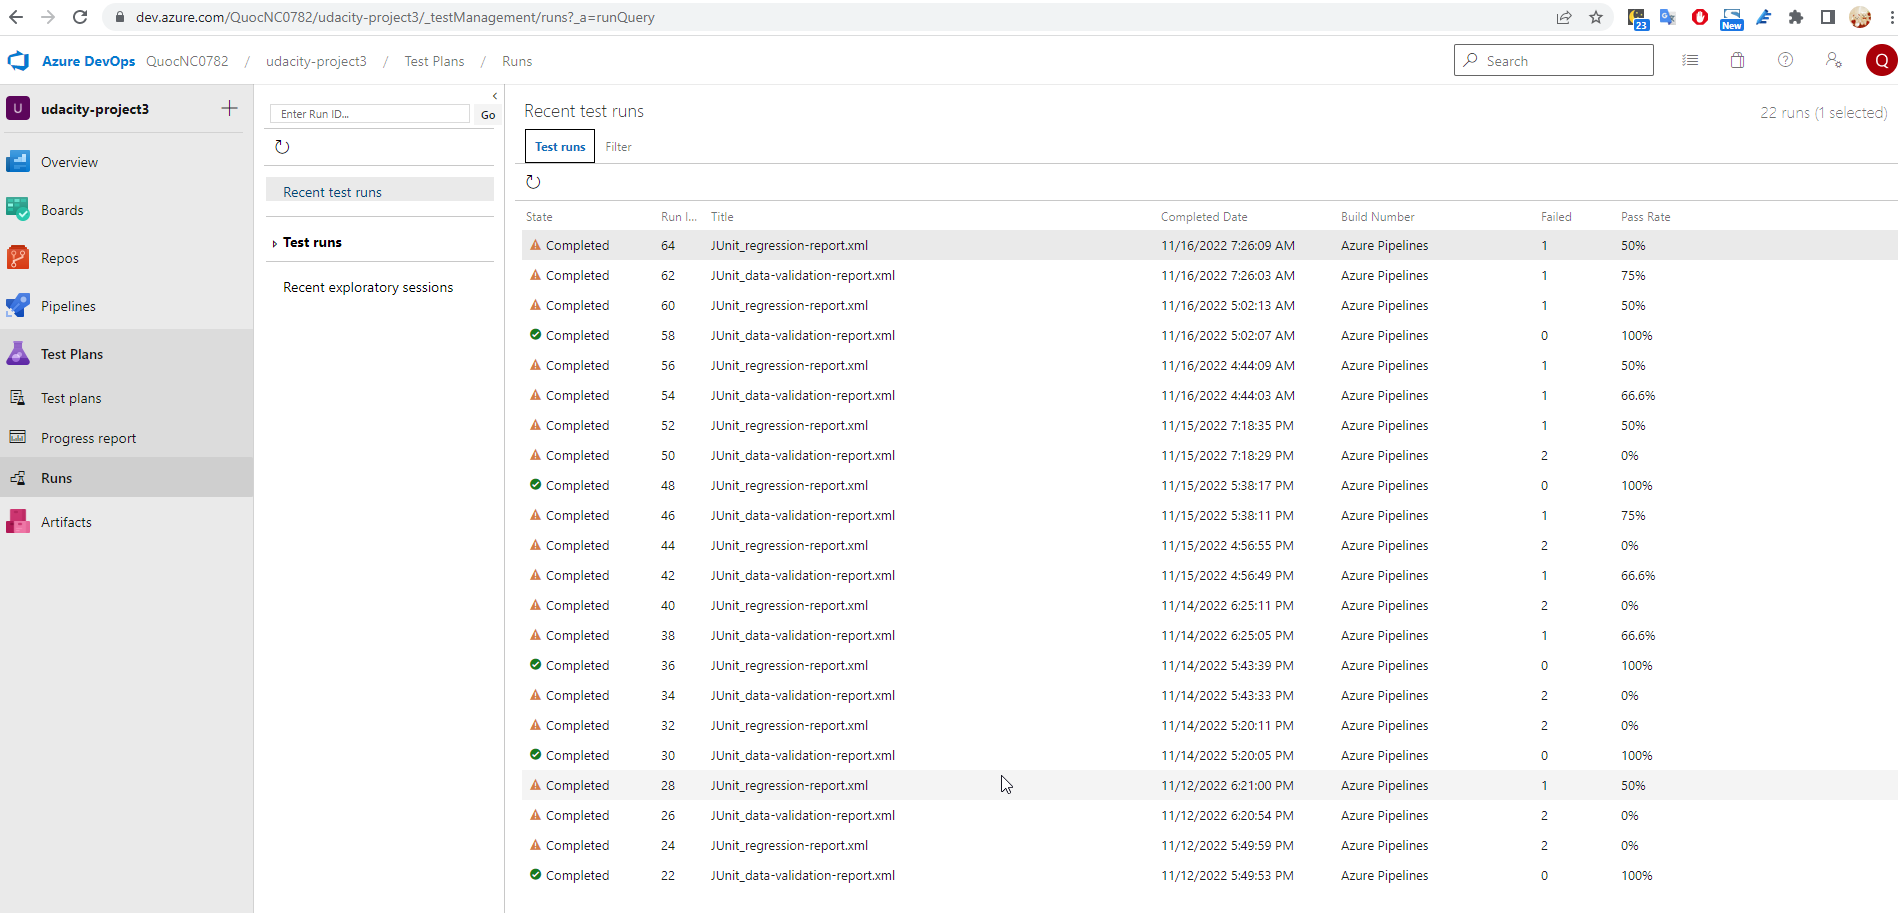 dev.azure.com/QuocNC0782/udacity-project3/_testManagement/runs?_a=runQuery
23
New
Azure DevOps QuocNC0782 / udacity-project3 / Test Plans / Runs
Search
Q
U udacity-project3
Overview
Boards
Repos
Pipelines
Test Plans
Test plans
Progress report
Runs
Artifacts
Enter Run ID... Go
Recent test runs
Test runs
Recent exploratory sessions
Recent test runs
22 runs (1 selected)
Test runs Filter
State Run I... Title Completed Date Build Number Failed Pass Rate
Completed 64 JUnit_regression-report.xml 11/16/2022 7:26:09 AM Azure Pipelines 1 50%
Completed 62 JUnit_data-validation-report.xml 11/16/2022 7:26:03 AM Azure Pipelines 1 75%
Completed 60 JUnit_regression-report.xml 11/16/2022 5:02:13 AM Azure Pipelines 1 50%
Completed 58 JUnit_data-validation-report.xml 11/16/2022 5:02:07 AM Azure Pipelines 0 100%
Completed 56 JUnit_regression-report.xml 11/16/2022 4:44:09 AM Azure Pipelines 1 50%
Completed 54 JUnit_data-validation-report.xml 11/16/2022 4:44:03 AM Azure Pipelines 1 66.6%
Completed 52 JUnit_regression-report.xml 11/15/2022 7:18:35 PM Azure Pipelines 1 50%
Completed 50 JUnit_data-validation-report.xml 11/15/2022 7:18:29 PM Azure Pipelines 2 0%
Completed 48 JUnit_regression-report.xml 11/15/2022 5:38:17 PM Azure Pipelines 0 100%
Completed 46 JUnit_data-validation-report.xml 11/15/2022 5:38:11 PM Azure Pipelines 1 75%
Completed 44 JUnit_regression-report.xml 11/15/2022 4:56:55 PM Azure Pipelines 2 0%
Completed 42 JUnit_data-validation-report.xml 11/15/2022 4:56:49 PM Azure Pipelines 1 66.6%
Completed 40 JUnit_regression-report.xml 11/14/2022 6:25:11 PM Azure Pipelines 2 0%
Completed 38 JUnit_data-validation-report.xml 11/14/2022 6:25:05 PM Azure Pipelines 1 66.6%
Completed 36 JUnit_regression-report.xml 11/14/2022 5:43:39 PM Azure Pipelines 0 100%
Completed 34 JUnit_data-validation-report.xml 11/14/2022 5:43:33 PM Azure Pipelines 2 0%
Completed 32 JUnit_regression-report.xml 11/14/2022 5:20:11 PM Azure Pipelines 2 0%
Completed 30 JUnit_data-validation-report.xml 11/14/2022 5:20:05 PM Azure Pipelines 0 100%
Completed 28 JUnit_regression-report.xml 11/12/2022 6:21:00 PM Azure Pipelines 1 50%
Completed 26 JUnit_data-validation-report.xml 11/12/2022 6:20:54 PM Azure Pipelines 2 0%
Completed 24 JUnit_regression-report.xml 11/12/2022 5:49:59 PM Azure Pipelines 2 0%
Completed 22 JUnit_data-validation-report.xml 11/12/2022 5:49:53 PM Azure Pipelines 0 100%